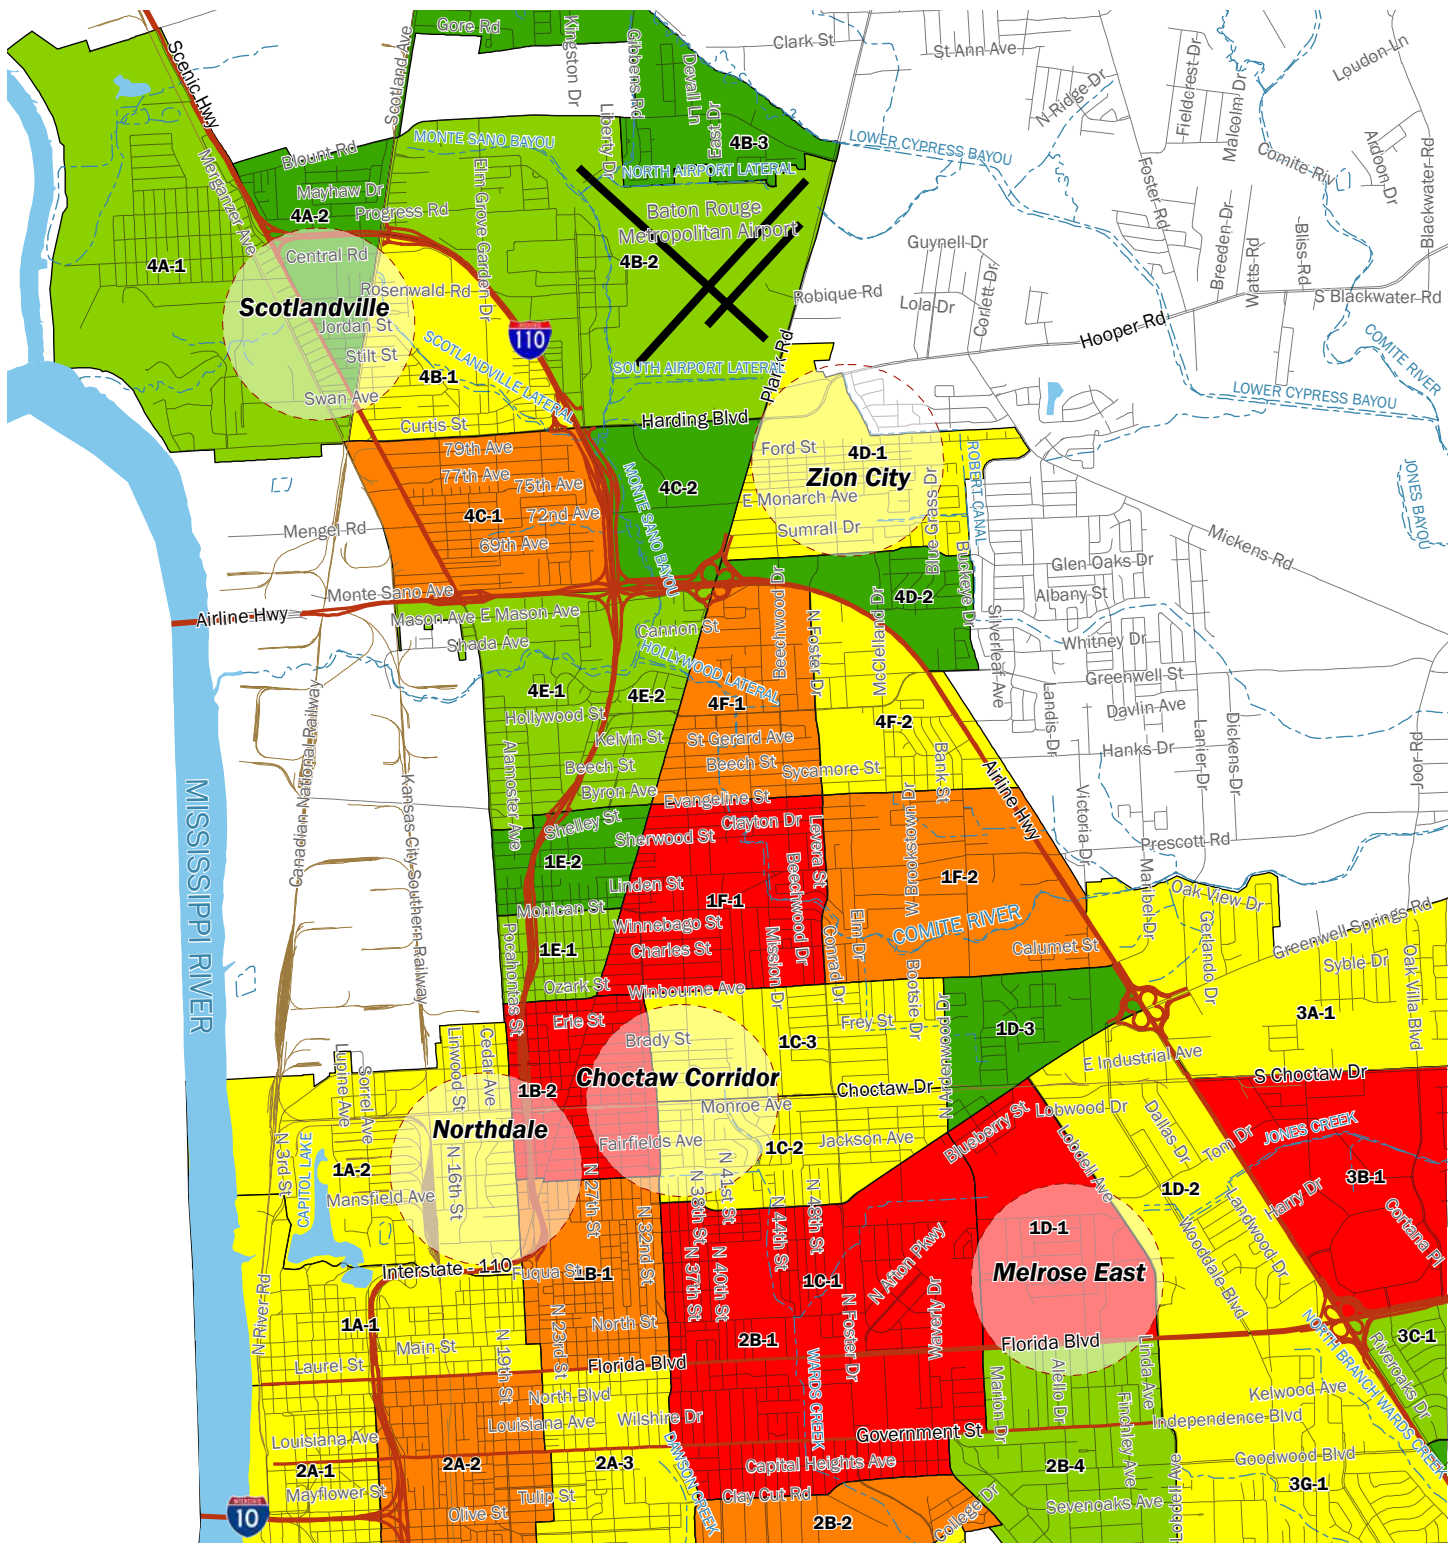 Gore Rd
Scenic Hwy
Scotland Ave
Kingston Dr
Gibbens Rd
Devall Ln
East Dr
Liberty Dr
Clark St
St Ann Ave
N Ridge Dr
Fieldcrest Dr
Malcolm Dr
Loudon Ln
Blount Rd
MONTE SANO BAYOU
4B-3
LOWER CYPRESS BAYOU
Comite Riv
Ardoon Dr
Blackwater Rd
Foster Rd
Merganzer Ave
Mayhaw Dr
4A-2
Progress Rd
Elm Grove Garden Dr
NORTH AIRPORT LATERAL
Baton Rouge
Metropolitan Airport
4A-1
Central Rd
4B-2
Guynell Dr
Breeden Dr
Watts Rd
Bliss Rd
Scotlandville
Rosenwald Rd
Jordan St
Stilt St
Swan Ave
Robique Rd
Lola Dr
Corlett Dr
Hooper Rd
S Blackwater Rd
INTERSTATE
110
SCOTLANDVILLE LATERAL
4B-1
SOUTH AIRPORT LATERAL
Plank Rd
COMITE RIVER
LOWER CYPRESS BAYOU
Curtis St
Harding Blvd
79th Ave
77th Ave
75th Ave
72nd Ave
69th Ave
4C-1
4C-2
MONTE SANO BAYOU
Ford St
4D-1
Zion City
E Monarch Ave
Sumrall Dr
Blue Grass Dr
ROBERT CANAL
Buckeye Dr
JONES BAYOU
Mickens Rd
Mengel Rd
Monte Sano Ave
Airline Hwy
Mason Ave
E Mason Ave
Shada Ave
Cannon St
HOLLYWOOD LATERAL
Beechwood Dr
N Foster Dr
McClelland Dr
4D-2
Silverleaf Ave
Glen Oaks Dr
Albany St
Whitney Dr
Greenwell St
Davlin Ave
Hanks Dr
Landis Dr
Lanier Dr
Dickens Dr
Joor Rd
4E-1
4E-2
4F-1
4F-2
Hollywood St
Kelvin St
St Gerard Ave
Beech St
Beech St
Sycamore St
Byron Ave
Evangeline St
Bank St
Airline Hwy
Alamoster Ave
Canadian National Railway
Kansas City Southern Railway
MISSISSIPPI RIVER
Shelley St
Sherwood St
Clayton Dr
Levera St
W Brookstown Dr
Victoria Dr
Prescott Rd
Maribel Dr
1E-2
Linden St
1F-1
1F-2
Beechwood Dr
Oak View Dr
Mohican St
Winnebago St
Charles St
Mission Dr
Conrad Dr
Elm Dr
COMITE RIVER
Calumet St
Gerlando Dr
Greenwell Springs Rd
Syble Dr
Oak Villa Blvd
1E-1
Pocahontas St
Ozark St
Winbourne Ave
Bootsie Dr
N Ardenwood Dr
Erie St
Brady St
Frey St
1C-3
1D-3
3A-1
E Industrial Ave
Linwood St
Cedar Ave
Lupine Ave
Sorrel Ave
1B-2
Choctaw Corridor
Choctaw Dr
S Choctaw Dr
Monroe Ave
Northdale
Fairfields Ave
Jackson Ave
1C-2
Blueberry St
Lobwood Dr
Lobdell Ave
Dallas Dr
Tom Dr
JONES CREEK
N 3rd St
CAPITOL LAKE
1A-2
Mansfield Ave
N 16th St
N 27th St
N 32nd St
N 38th St
N 41st St
N 44th St
N 48th St
1D-2
3B-1
Harry Dr
Landwood Dr
Woodale Blvd
Cortana Pl
1D-1
Melrose East
Interstate - 110
Fuqua St
1B-1
N 37th St
N 40th St
1C-1
N Afton Pkwy
N Foster Dr
Waverly Dr
N River Rd
1A-1
Main St
Laurel St
N 19th St
N 23rd St
North St
Florida Blvd
2B-1
Florida Blvd
NORTH BRANCH WARDS CREEK
3C-1
Riveroaks Dr
North Blvd
Louisiana Ave
Wilshire Dr
WARDS CREEK
Marion Dr
Aiello Dr
Finchley Ave
Linda Ave
Kelwood Ave
Independence Blvd
Louisiana Ave
Government St
Capital Heights Ave
2A-1
2A-2
2A-3
DAWSON CREEK
2B-4
Goodwood Blvd
3G-1
Mayflower St
Tulip St
Clay Cut Rd
Olive St
2B-2
College Dr
Sevenoaks Ave
Lobdell Ave
INTERSTATE
10